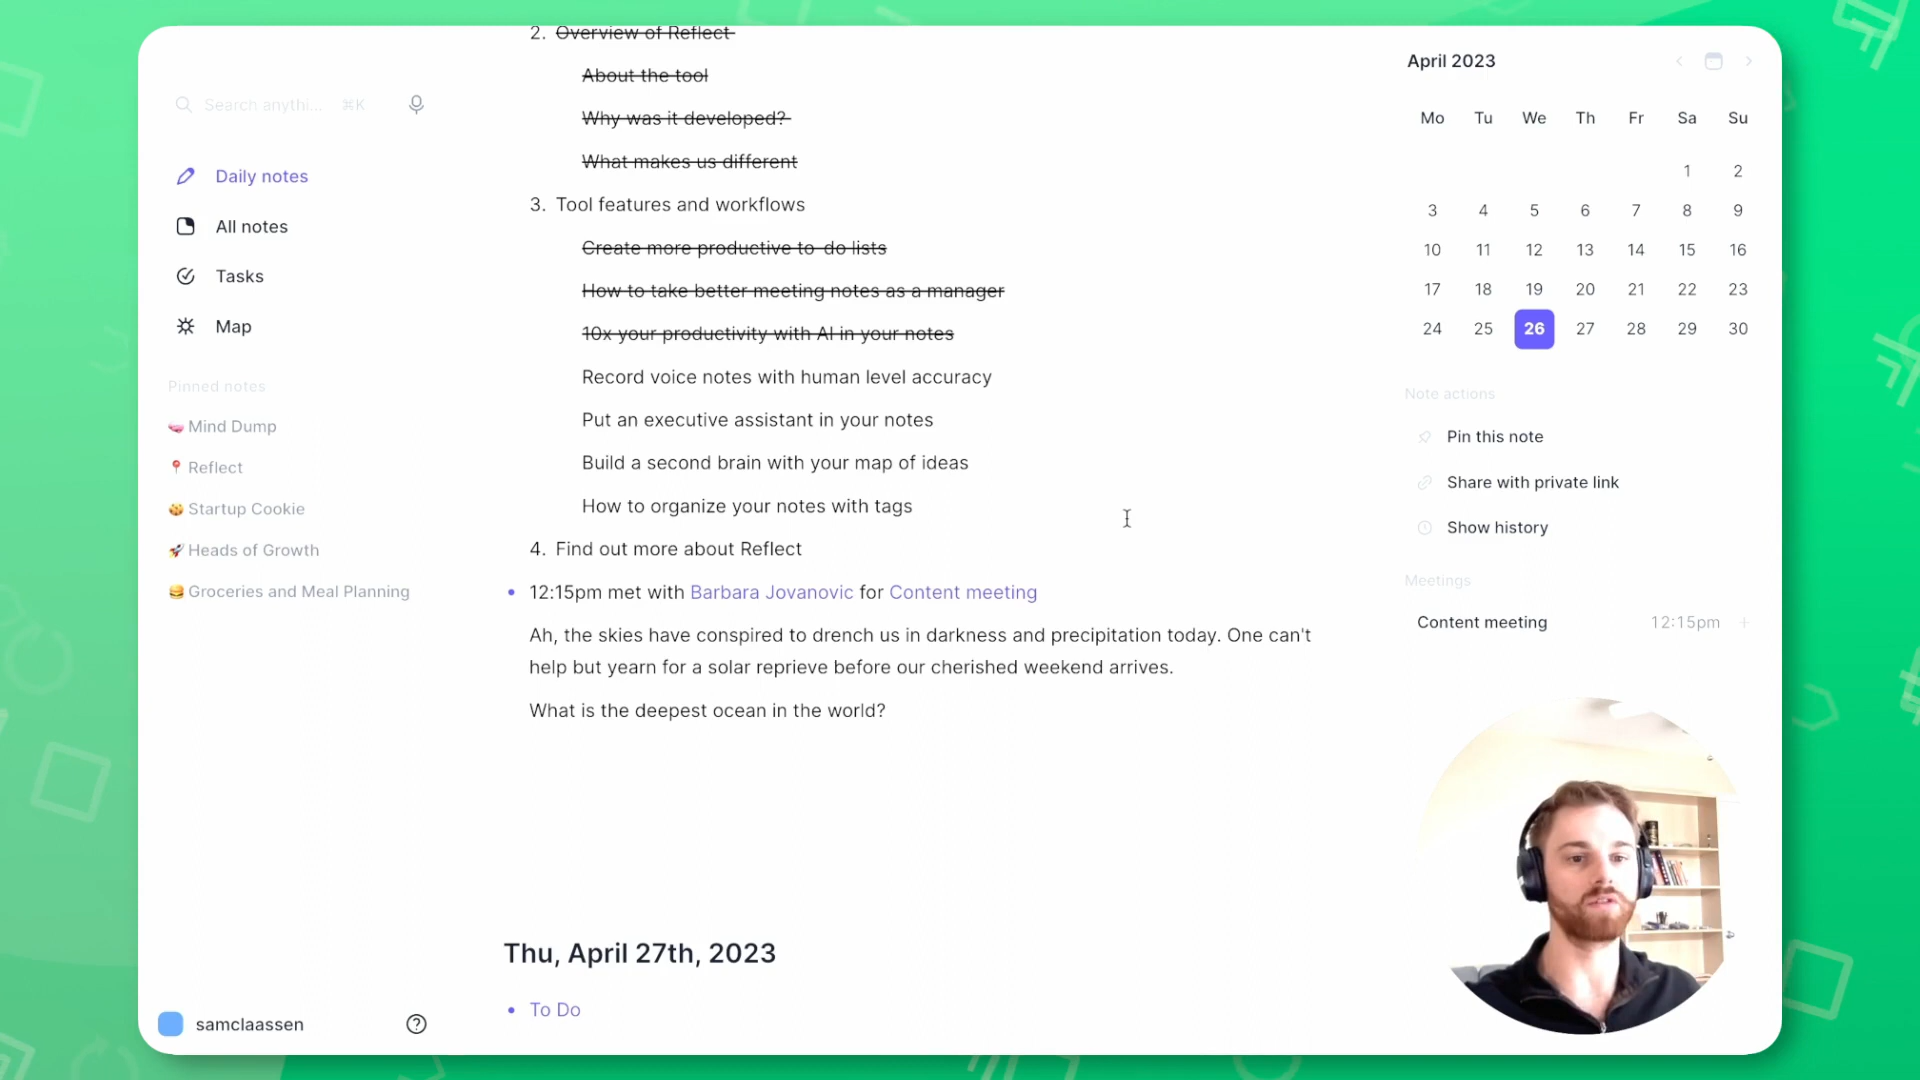 Search anythi... ⌘K
Daily notes
All notes
Tasks
Map
Pinned notes
Mind Dump
Reflect
Startup Cookie
Heads of Growth
Groceries and Meal Planning
samclaassen
2. Overview of Reflect
About the tool
Why was it developed?
What makes us different
3. Tool features and workflows
Create more productive to-do lists
How to take better meeting notes as a manager
10x your productivity with AI in your notes
Record voice notes with human level accuracy
Put an executive assistant in your notes
Build a second brain with your map of ideas
How to organize your notes with tags
4. Find out more about Reflect
• 12:15pm met with Barbara Jovanovic for Content meeting
Ah, the skies have conspired to drench us in darkness and precipitation today. One can't
help but yearn for a solar reprieve before our cherished weekend arrives.
What is the deepest ocean in the world?
Thu, April 27th, 2023
• To Do
April 2023
Mo Tu We Th Fr Sa Su
1 2
3 4 5 6 7 8 9
10 11 12 13 14 15 16
17 18 19 20 21 22 23
24 25 26 27 28 29 30
Note actions
Pin this note
Share with private link
Show history
Meetings
Content meeting 12:15pm +